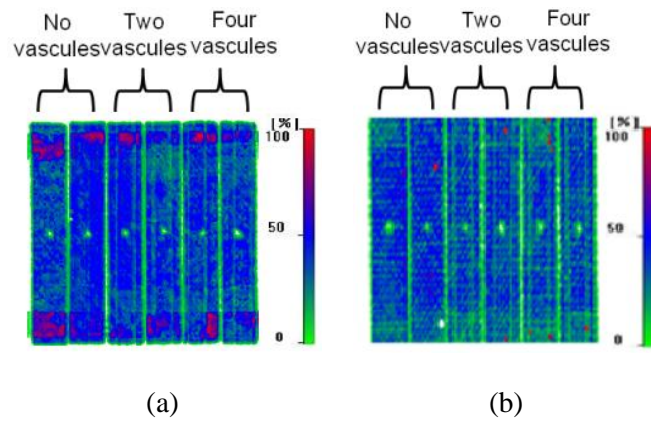 No vascules
Two vascules
Four vascules
[%]
100
50
0
(a)
No vascules
Two vascules
Four vascules
[%]
100
50
0
(b)